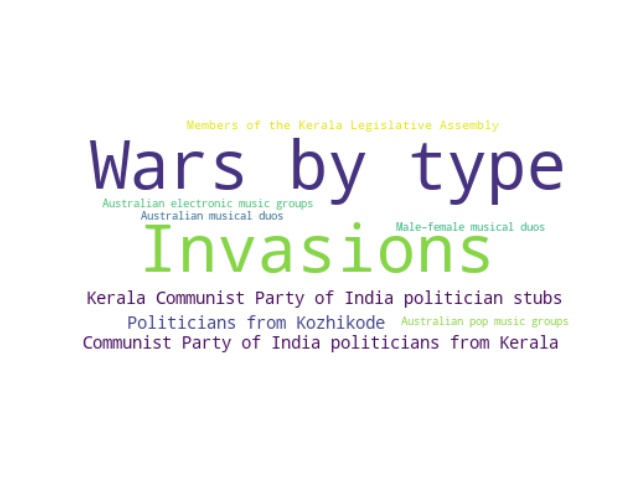 Members of the Kerala Legislative Assembly
Wars by type
Australian electronic music groups
Australian musical duos
Male-female musical duos
Invasions
Kerala Communist Party of India politician stubs
Politicians from Kozhikode
Australian pop music groups
Communist Party of India politicians from Kerala